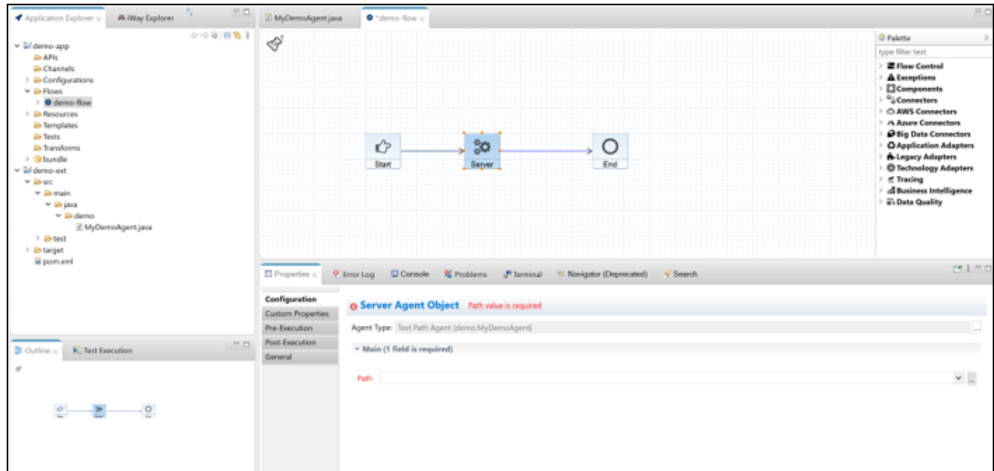 Application Explorer
iWay Explorer
demo-app
APIs
Channels
Configurations
Flows
demo-flow
Resources
Templates
Tests
Transforms
bundle
demo-ext
src
main
java
demo
MyDemoAgent.java
test
target
pom.xml
Outline
Test Execution
MyDemoAgent.java
*demo-flow
Start
Server
End
Palette
type filter text
Flow Control
Exceptions
Components
Connectors
AWS Connectors
Azure Connectors
Big Data Connectors
Application Adapters
Legacy Adapters
Technology Adapters
Tracing
Business Intelligence
Data Quality
Properties
Error Log
Console
Problems
Terminal
Navigator (Deprecated)
Search
Configuration
Custom Properties
Pre-Execution
Post-Execution
General
Server Agent Object Path value is required
Agent Type: Test Path Agent (demo.MyDemoAgent)
...
Main (1 field is required)
Path
...